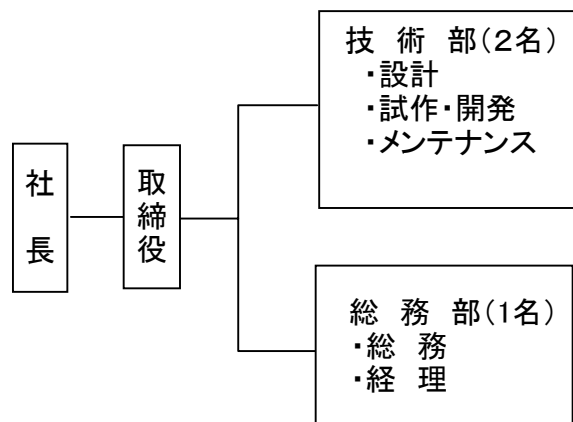 社長
取締役
技 術 部(2名)
・設計
・試作・開発
・メンテナンス
総 務 部(1名)
・総 務
・経 理